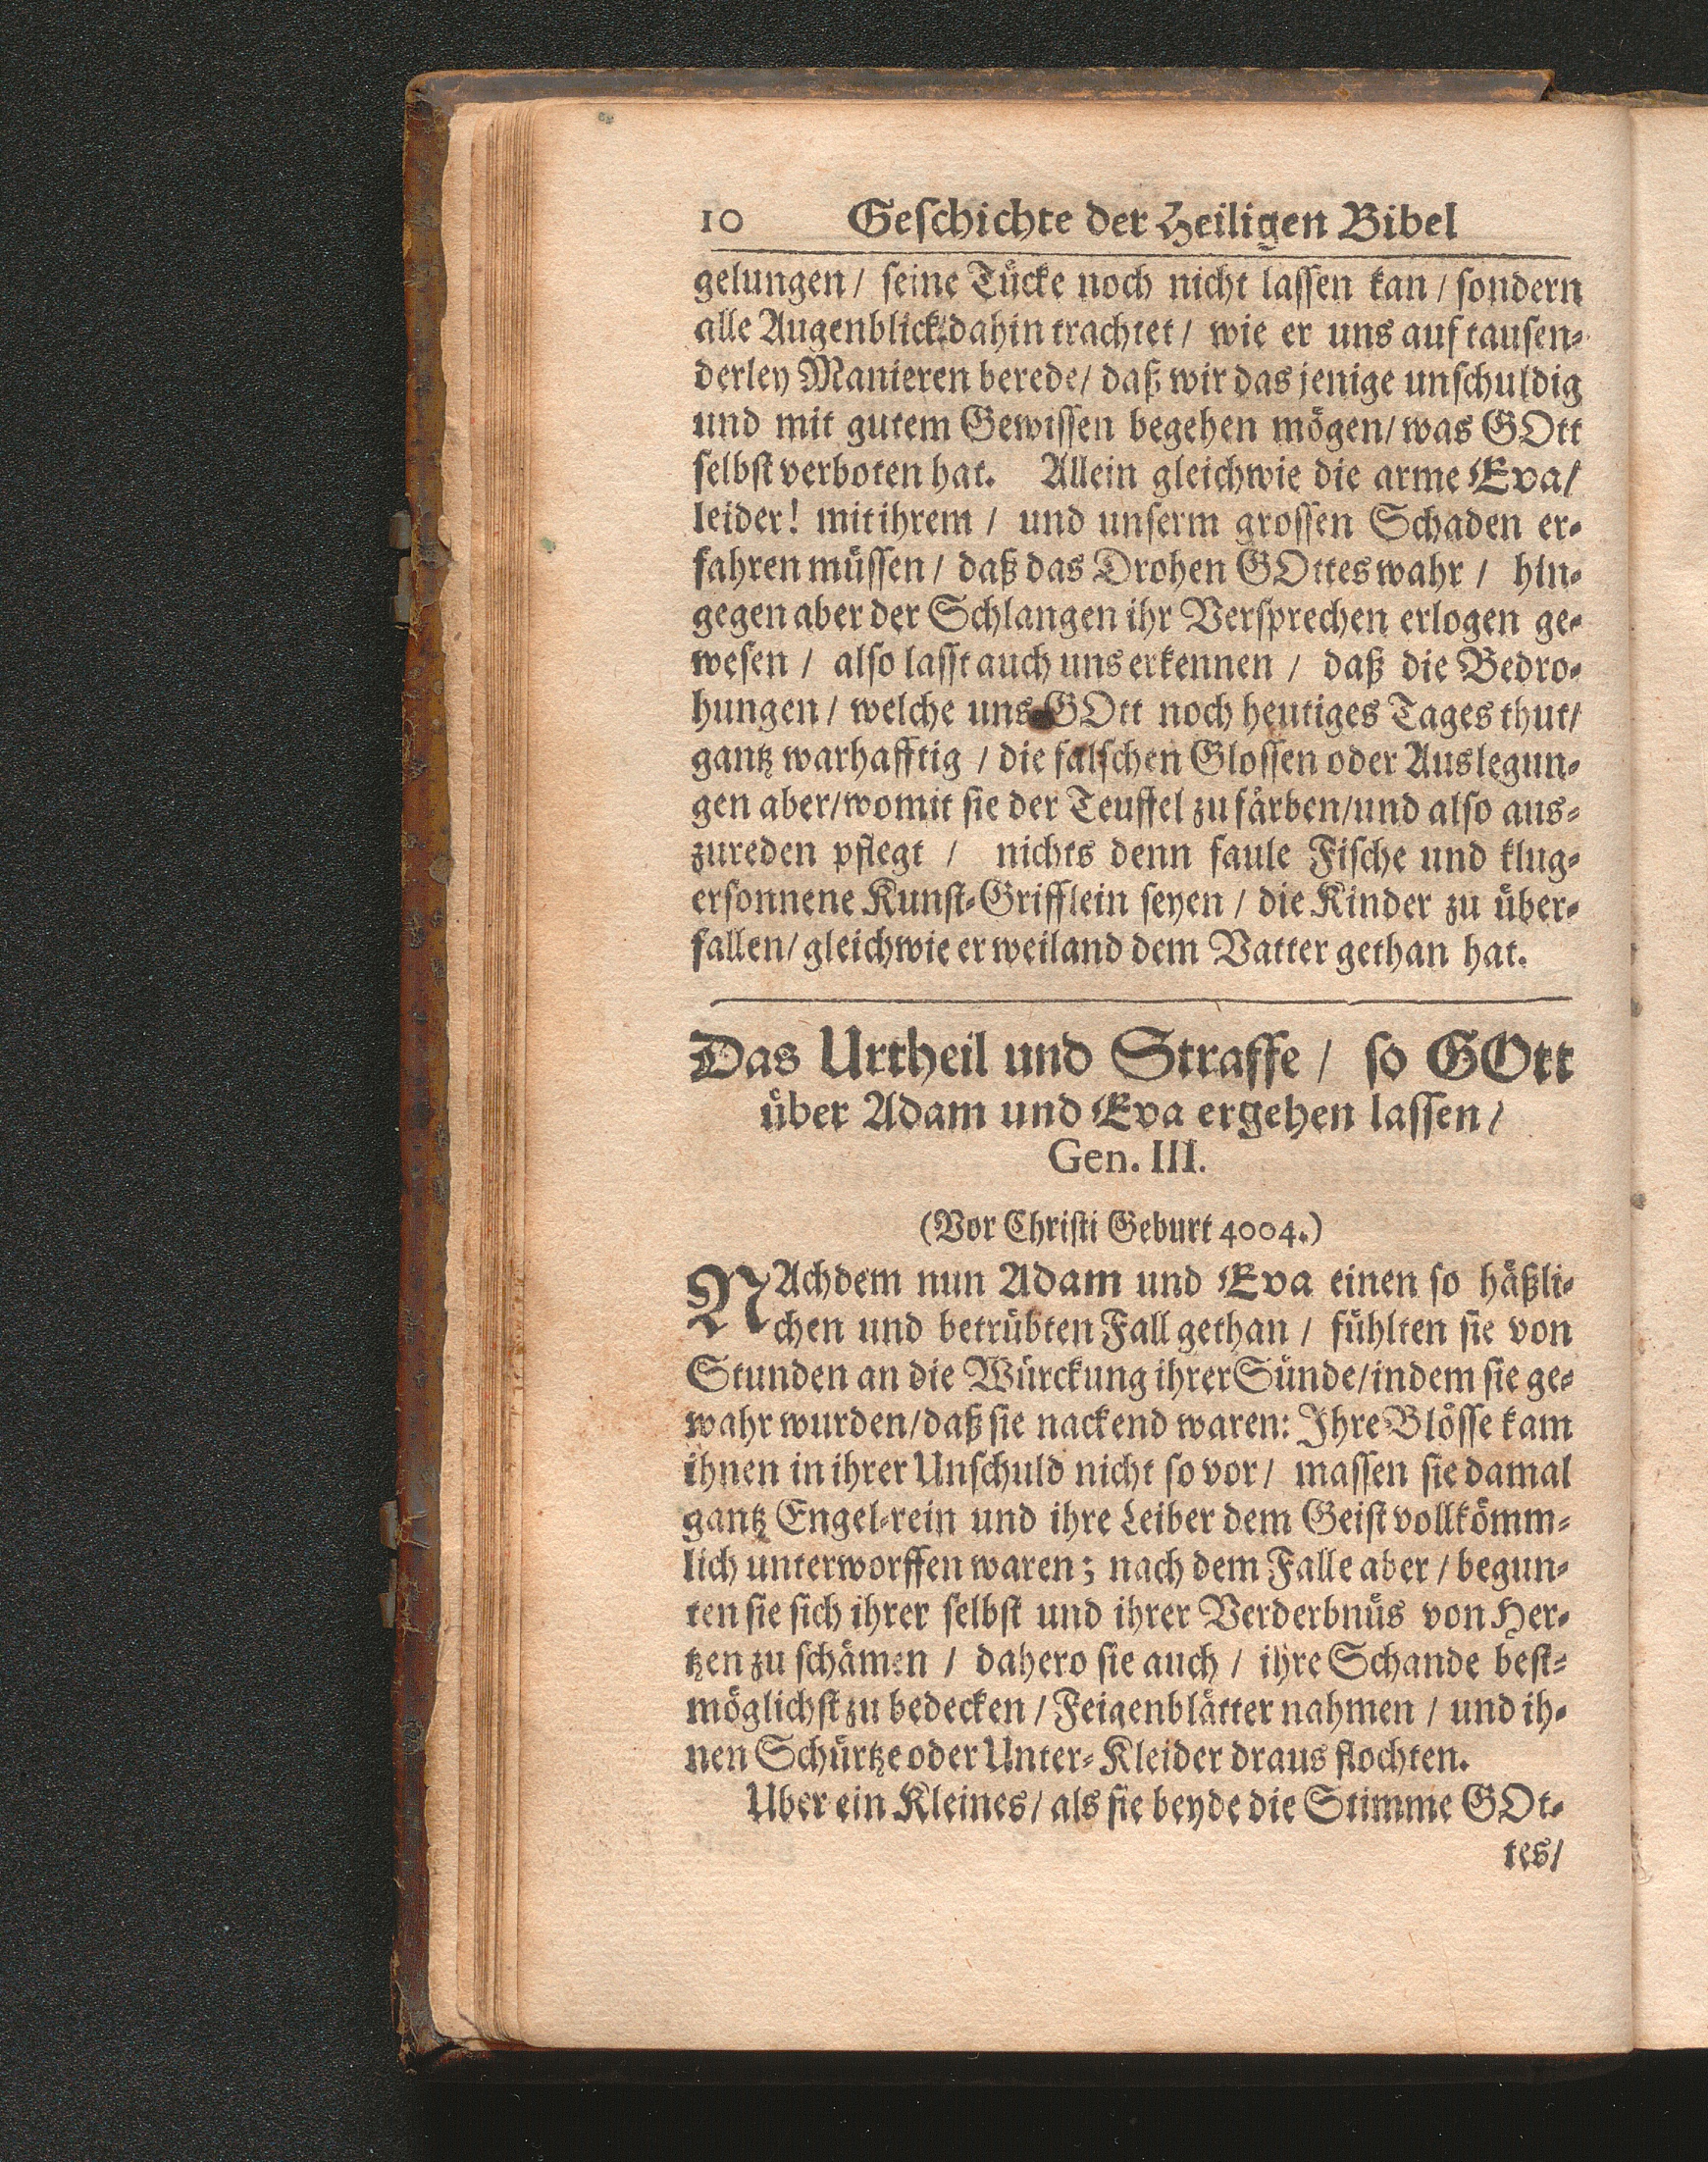 10 Geschichte der Heiligen Bibel
gelungen / seine Tücke noch nicht lassen kan / sondern
alle Augenblick dahin trachtet / wie er uns auf tausen-
derley Manieren berede / daß wir das jenige unschuldig
und mit gutem Gewissen begehen mögen / was GOtt
selbst verboten hat. Allein gleichwie die arme Eva /
leider! mit ihrem / und unserm grossen Schaden er-
fahren müssen / daß das Drohen GOttes wahr / hin-
gegen aber der Schlangen ihr Versprechen erlogen ge-
wesen / also lasst auch uns erkennen / daß die Bedro-
hungen / welche uns GOtt noch heutiges Tages thut /
gantz warhafftig / die falschen Glossen oder Auslegun-
gen aber / womit sie der Teuffel zu färben / und also aus-
zureden pflegt / nichts denn faule Fische und klug-
ersonnene Kunst-Grifflein seyen / die Kinder zu über-
fallen / gleichwie er weiland dem Vatter gethan hat.
Das Urtheil und Straffe / so GOtt
über Adam und Eva ergehen lassen /
Gen. III.
(Vor Christi Geburt 4004.)
NAchdem nun Adam und Eva einen so häßli-
chen und betrübten Fall gethan / fühlten sie von
Stunden an die Würckung ihrer Sünde / indem sie ge-
wahr wurden / daß sie nackend waren: Ihre Blösse kam
ihnen in ihrer Unschuld nicht so vor / massen sie damal
gantz Engel-rein und ihre Leiber dem Geist vollkömm-
lich unterworffen waren; nach dem Falle aber / begun-
ten sie sich ihrer selbst und ihrer Verderbnüs von Her-
tzen zu schämen / dahero sie auch / ihre Schande best-
möglichst zu bedecken / Feigenblätter nahmen / und ih-
nen Schürtze oder Unter-Kleider draus flochten.
Uber ein Kleines / als sie beyde die Stimme GOt-
tes /